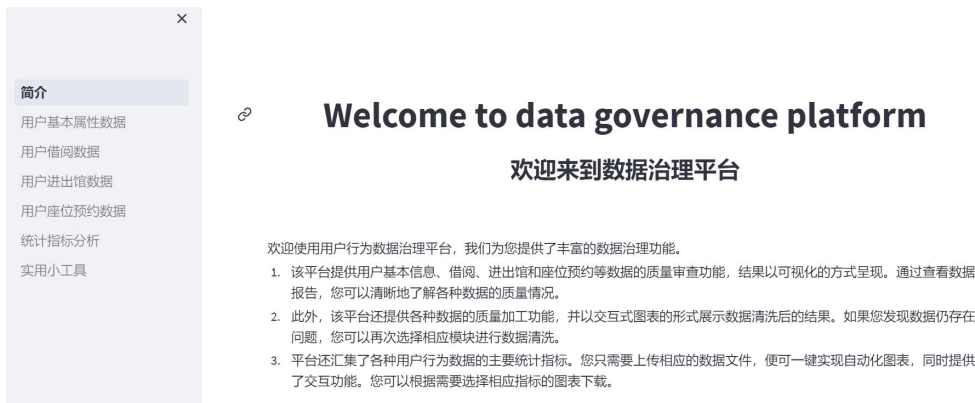 简介
用户基本属性数据
用户借阅数据
用户进出馆数据
用户座位预约数据
统计指标分析
实用小工具
Welcome to data governance platform
欢迎来到数据治理平台
欢迎使用用户行为数据治理平台，我们为您提供了丰富的数据治理功能。
1. 该平台提供用户基本信息、借阅、进出馆和座位预约等数据的质量审查功能，结果以可视化的方式呈现。通过查看数据
报告，您可以清晰地了解各种数据的质量情况。
2. 此外，该平台还提供各种数据的质量加工功能，并以交互式图表的形式展示数据清洗后的结果。如果您发现数据仍存在
问题，您可以再次选择相应模块进行数据清洗。
3. 平台还汇集了各种用户行为数据的主要统计指标。您只需要上传相应的数据文件，便可一键实现自动化图表，同时提供
了交互功能。您可以根据需要选择相应指标的图表下载。